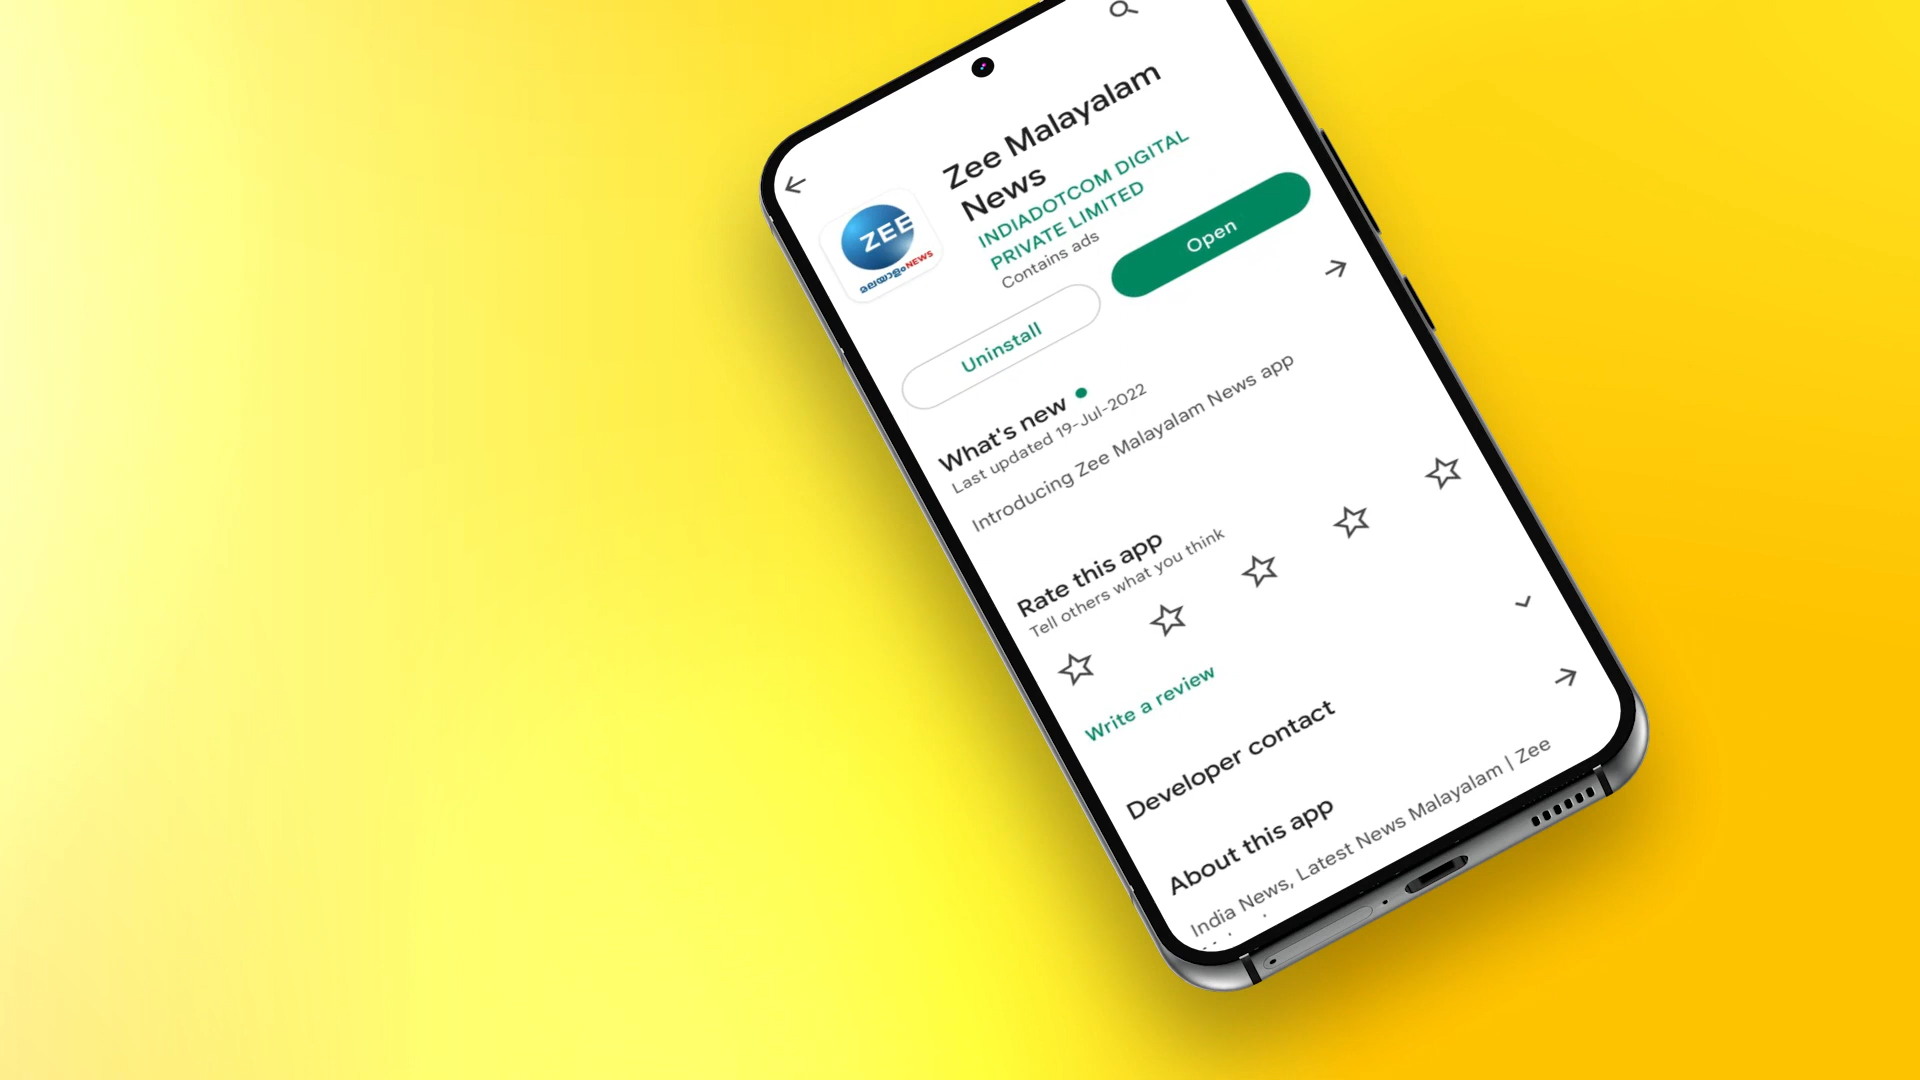 Zee Malayalam
News
INDIADOTCOM DIGITAL
PRIVATE LIMITED
Contains ads
ZEE
മലയാളം NEWS
Uninstall
Open
What's new
Last updated 19-Jul-2022
Introducing Zee Malayalam News app
Rate this app
Tell others what you think
Write a review
Developer contact
About this app
India News, Latest News Malayalam | Zee